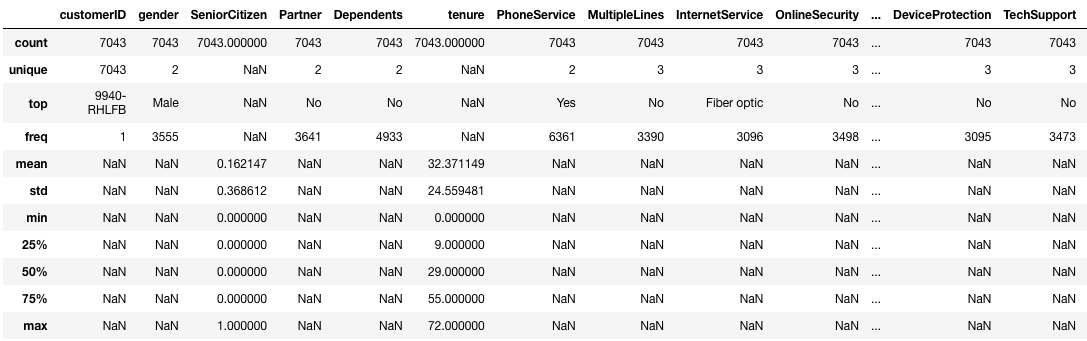 customerID gender SeniorCitizen Partner Dependents tenure PhoneService MultipleLines InternetService OnlineSecurity ... DeviceProtection TechSupport
count 7043 7043 7043.000000 7043 7043 7043.000000 7043 7043 7043 7043 ... 7043 7043
unique 7043 2 NaN 2 2 NaN 2 3 3 3 ... 3 3
top 9940-RHLFB Male NaN No No NaN Yes No Fiber optic No ... No No
freq 1 3555 NaN 3641 4933 NaN 6361 3390 3096 3498 ... 3095 3473
mean NaN NaN 0.162147 NaN NaN 32.371149 NaN NaN NaN NaN ... NaN NaN
std NaN NaN 0.368612 NaN NaN 24.559481 NaN NaN NaN NaN ... NaN NaN
min NaN NaN 0.000000 NaN NaN 0.000000 NaN NaN NaN NaN ... NaN NaN
25% NaN NaN 0.000000 NaN NaN 9.000000 NaN NaN NaN NaN ... NaN NaN
50% NaN NaN 0.000000 NaN NaN 29.000000 NaN NaN NaN NaN ... NaN NaN
75% NaN NaN 0.000000 NaN NaN 55.000000 NaN NaN NaN NaN ... NaN NaN
max NaN NaN 1.000000 NaN NaN 72.000000 NaN NaN NaN NaN ... NaN NaN